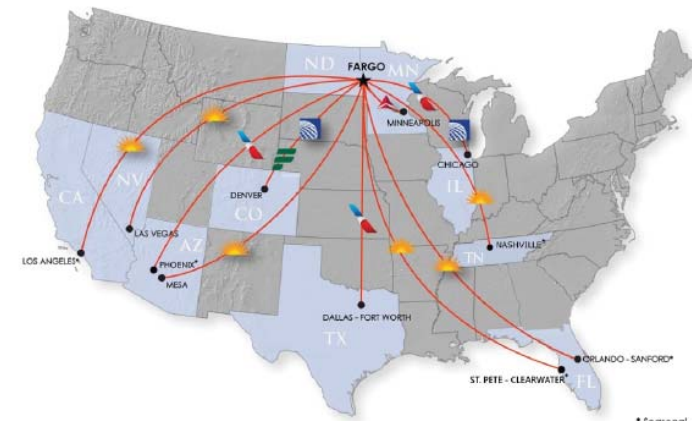 ND
FARGO
MN
MINNEAPOLIS
CHICAGO
IL
CA
NV
DENVER
CO
LAS VEGAS
AZ
LOS ANGELES*
PHOENIX*
MESA
NASHVILLE*
TN
DALLAS - FORT WORTH
TX
ORLANDO - SANFORD*
ST. PETE - CLEARWATER*
FL